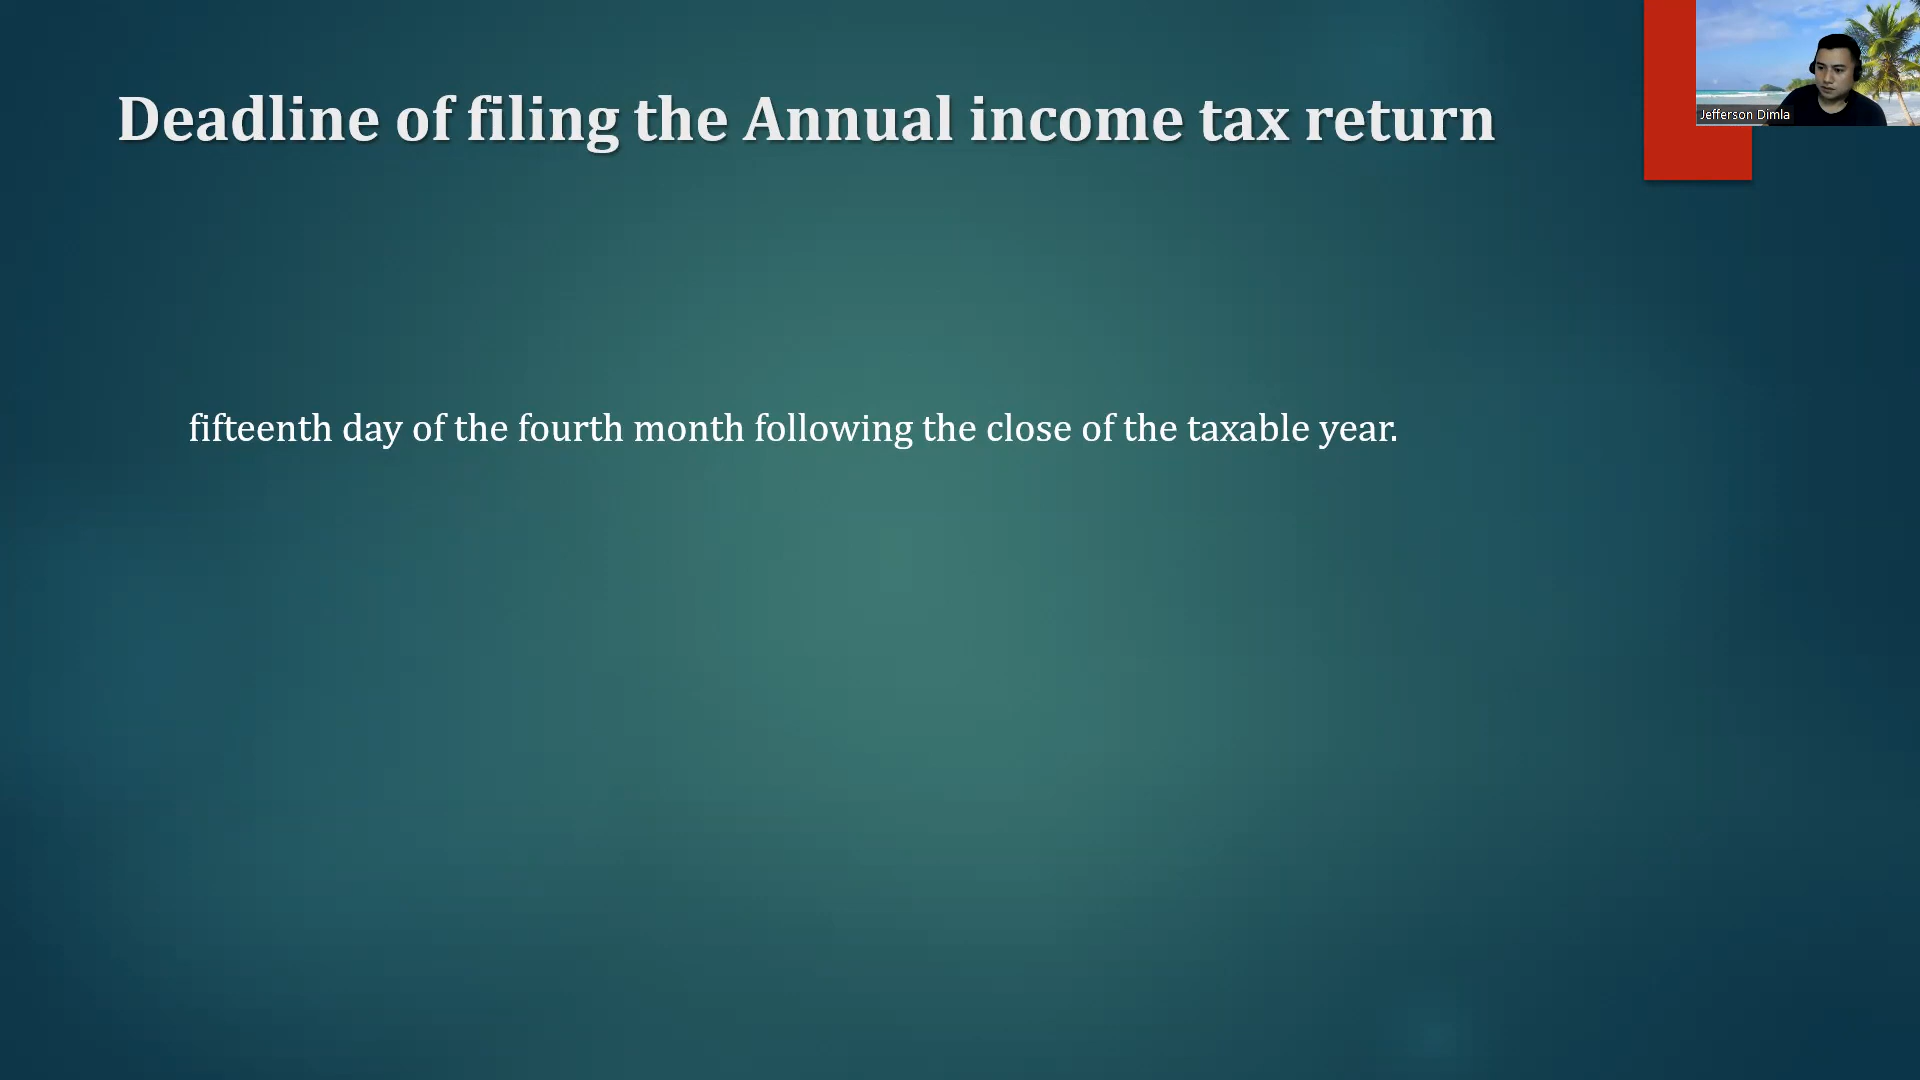 Deadline of filing the Annual income tax return
Jefferson Dimla
fifteenth day of the fourth month following the close of the taxable year.